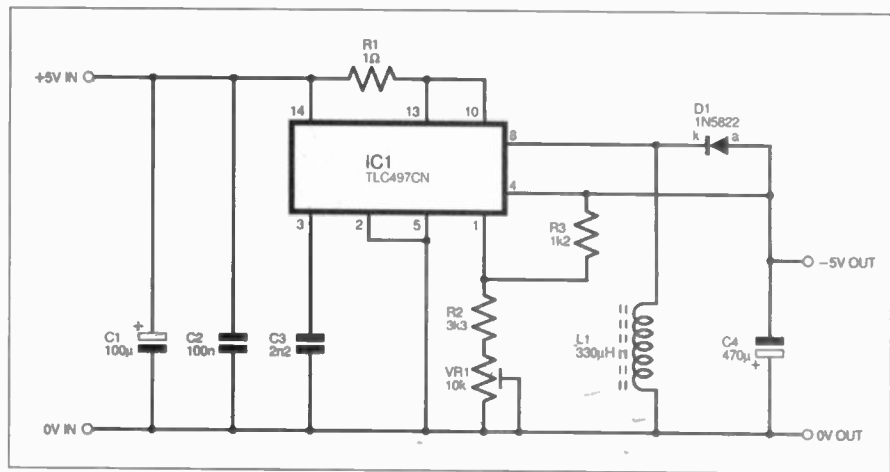 R1
1Ω
+5V IN
D1
1N5822
14
13
10
8
k
a
IC1
TLC497CN
4
3
2
5
1
R3
1k2
−5V OUT
R2
3k3
C1
100µ
+
C2
100n
C3
2n2
L1
330µH
C4
470µ
+
VR1
10k
0V IN
0V OUT